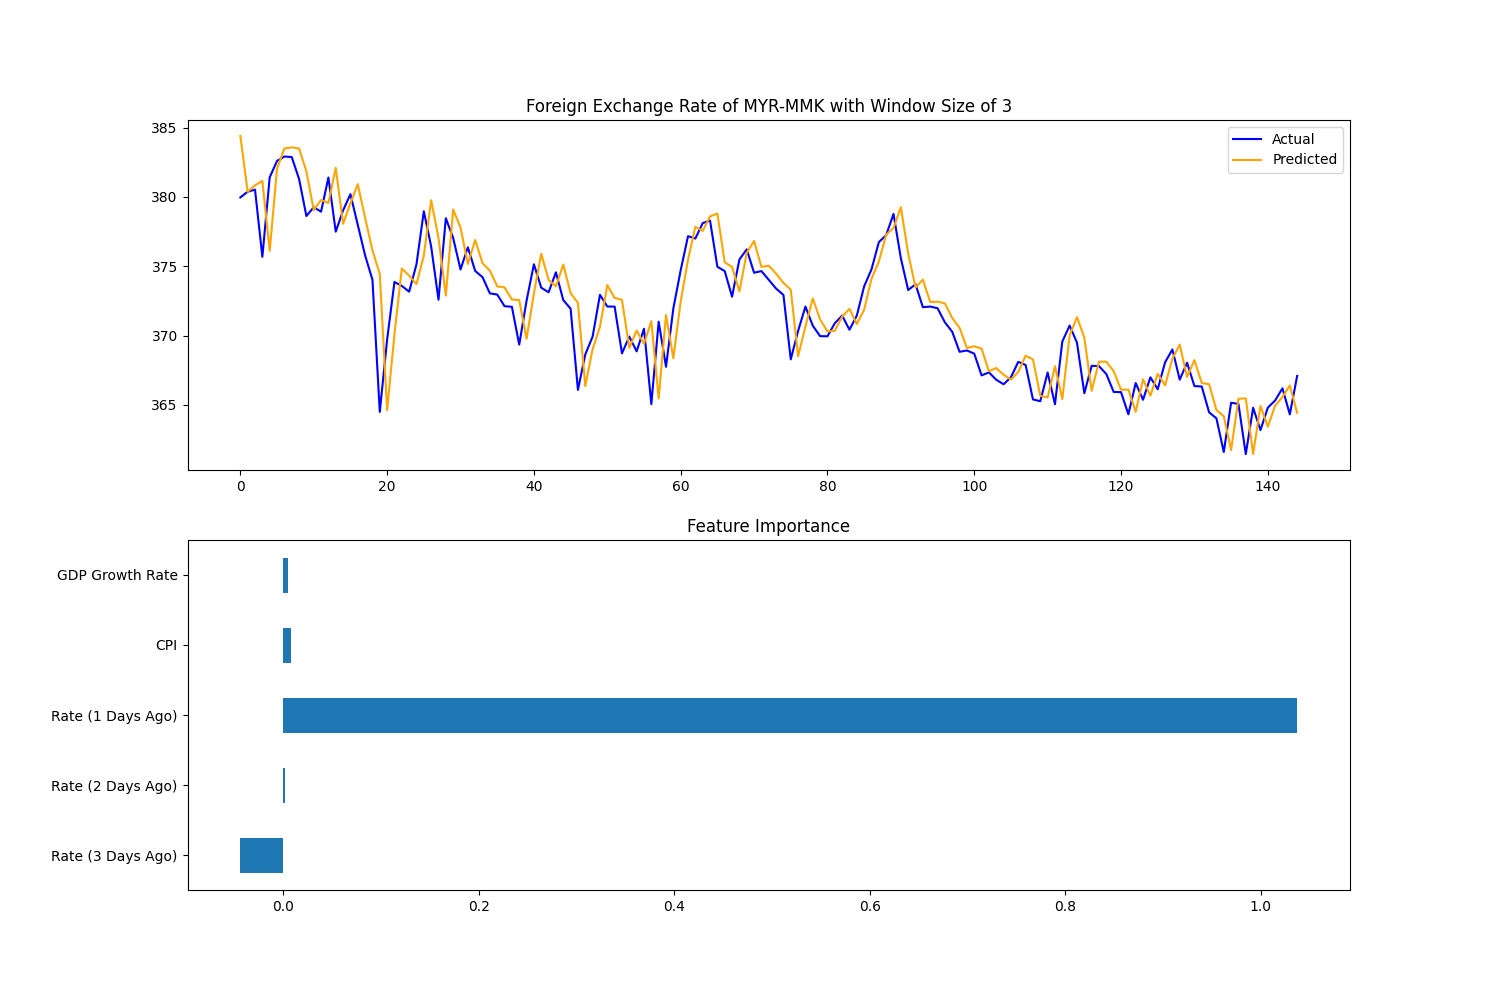 Foreign Exchange Rate of MYR-MMK with Window Size of 3
385
380
375
370
365
Actual
Predicted
0 20 40 60 80 100 120 140
Feature Importance
GDP Growth Rate
CPI
Rate (1 Days Ago)
Rate (2 Days Ago)
Rate (3 Days Ago)
0.0 0.2 0.4 0.6 0.8 1.0